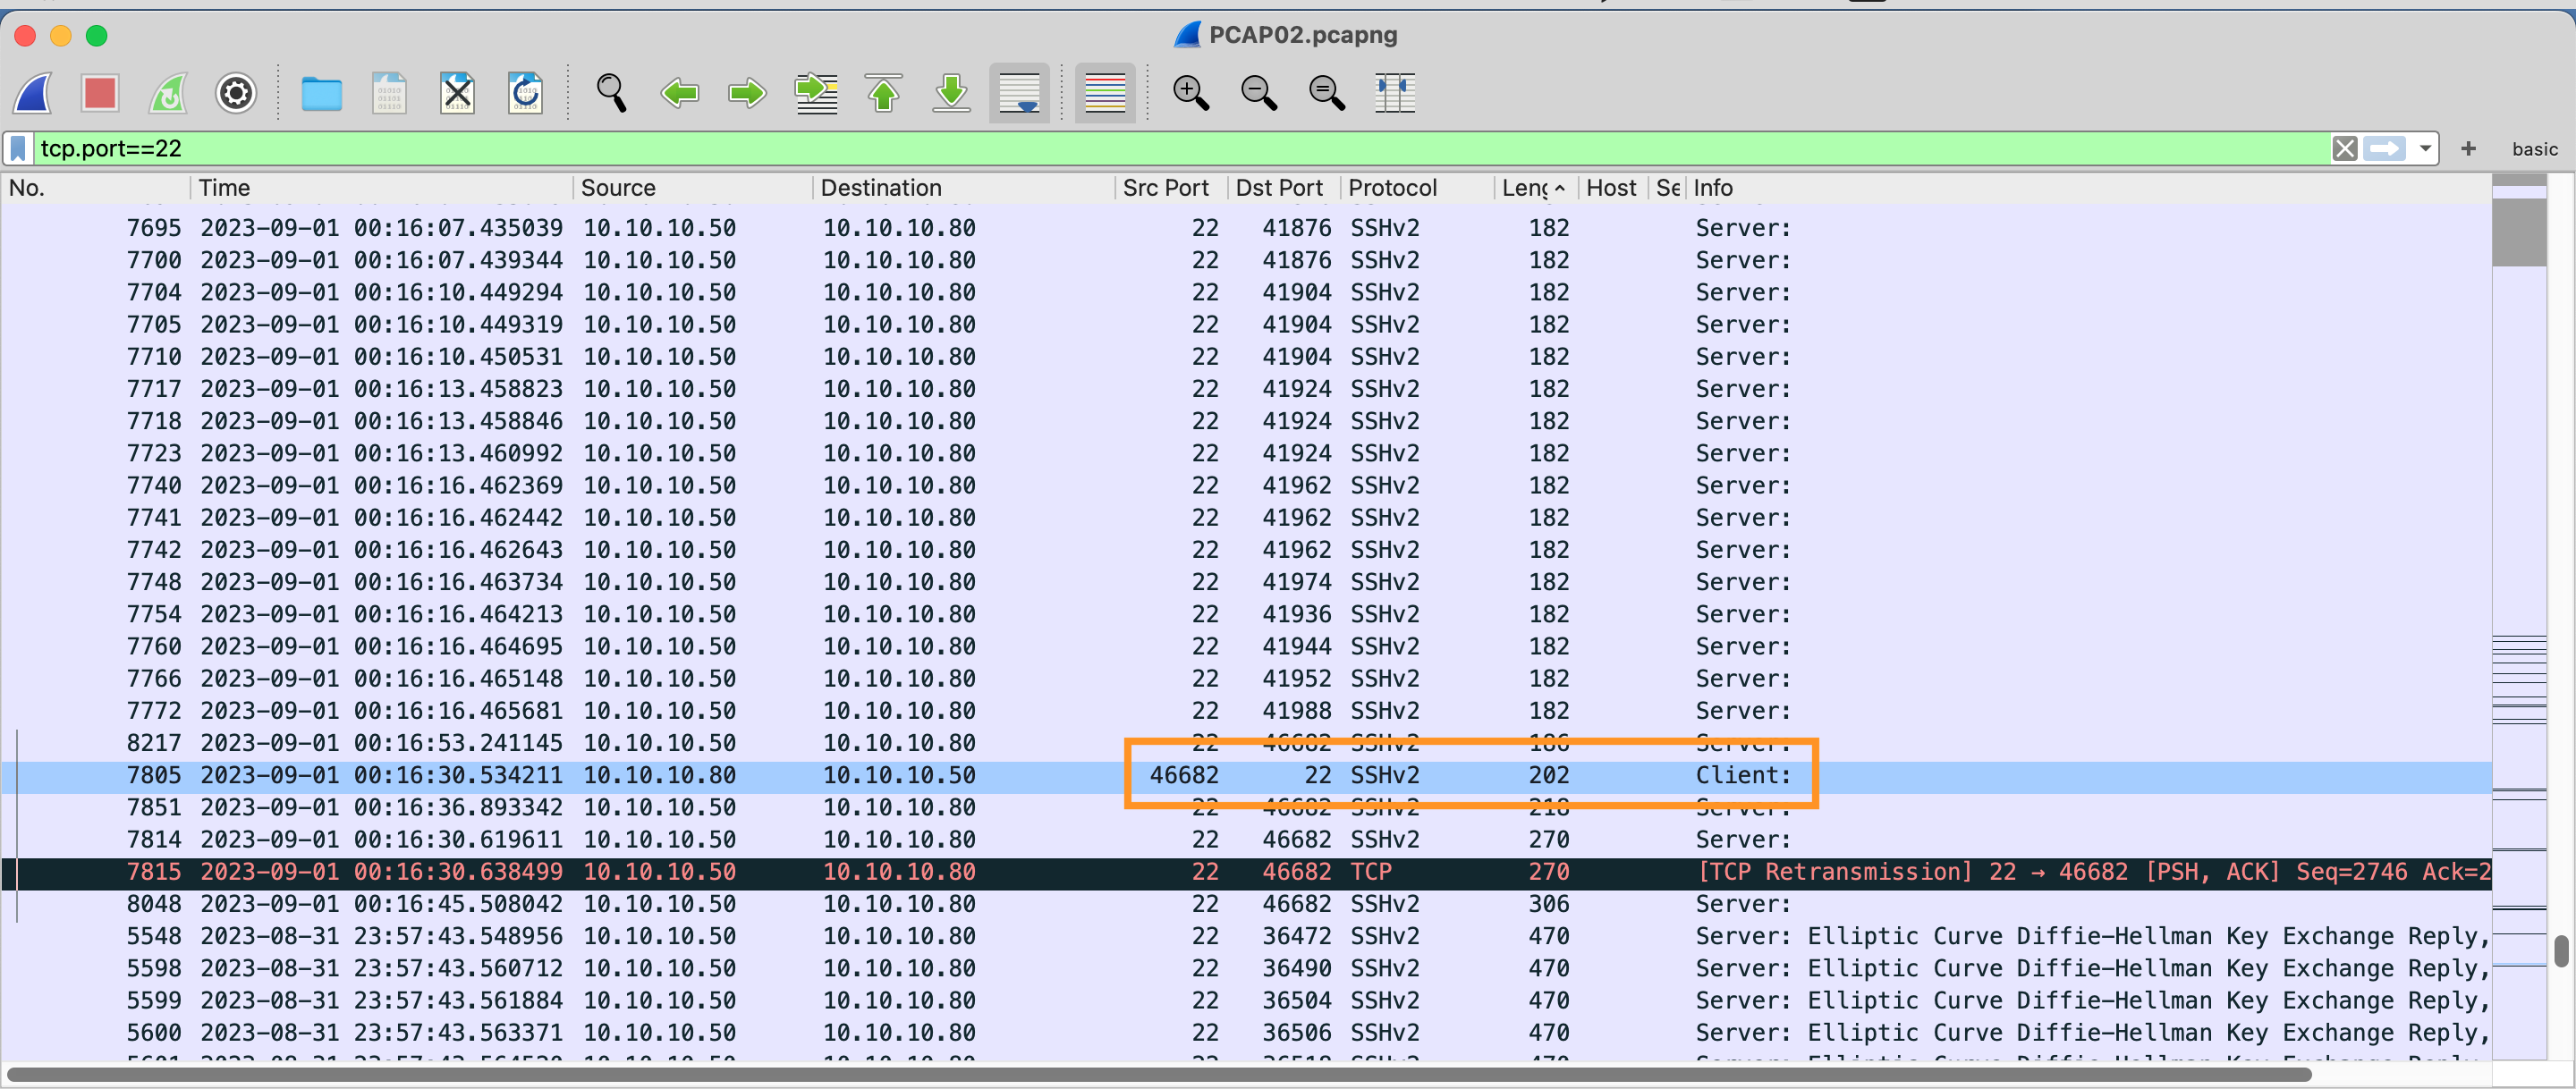 PCAP02.pcapng
tcp.port==22 + basic
No. Time Source Destination Src Port Dst Port Protocol Leng Host Se Info
7695 2023-09-01 00:16:07.435039 10.10.10.50 10.10.10.80 22 41876 SSHv2 182 Server:
7700 2023-09-01 00:16:07.439344 10.10.10.50 10.10.10.80 22 41876 SSHv2 182 Server:
7704 2023-09-01 00:16:10.449294 10.10.10.50 10.10.10.80 22 41904 SSHv2 182 Server:
7705 2023-09-01 00:16:10.449319 10.10.10.50 10.10.10.80 22 41904 SSHv2 182 Server:
7710 2023-09-01 00:16:10.450531 10.10.10.50 10.10.10.80 22 41904 SSHv2 182 Server:
7717 2023-09-01 00:16:13.458823 10.10.10.50 10.10.10.80 22 41924 SSHv2 182 Server:
7718 2023-09-01 00:16:13.458846 10.10.10.50 10.10.10.80 22 41924 SSHv2 182 Server:
7723 2023-09-01 00:16:13.460992 10.10.10.50 10.10.10.80 22 41924 SSHv2 182 Server:
7740 2023-09-01 00:16:16.462369 10.10.10.50 10.10.10.80 22 41962 SSHv2 182 Server:
7741 2023-09-01 00:16:16.462442 10.10.10.50 10.10.10.80 22 41962 SSHv2 182 Server:
7742 2023-09-01 00:16:16.462643 10.10.10.50 10.10.10.80 22 41962 SSHv2 182 Server:
7748 2023-09-01 00:16:16.463734 10.10.10.50 10.10.10.80 22 41974 SSHv2 182 Server:
7754 2023-09-01 00:16:16.464213 10.10.10.50 10.10.10.80 22 41936 SSHv2 182 Server:
7760 2023-09-01 00:16:16.464695 10.10.10.50 10.10.10.80 22 41944 SSHv2 182 Server:
7766 2023-09-01 00:16:16.465148 10.10.10.50 10.10.10.80 22 41952 SSHv2 182 Server:
7772 2023-09-01 00:16:16.465681 10.10.10.50 10.10.10.80 22 41988 SSHv2 182 Server:
8217 2023-09-01 00:16:53.241145 10.10.10.50 10.10.10.80 22 46682 SSHv2 186 Server:
7805 2023-09-01 00:16:30.534211 10.10.10.80 10.10.10.50 46682 22 SSHv2 202 Client:
7851 2023-09-01 00:16:36.893342 10.10.10.50 10.10.10.80 22 46682 SSHv2 218 Server:
7814 2023-09-01 00:16:30.619611 10.10.10.50 10.10.10.80 22 46682 SSHv2 270 Server:
7815 2023-09-01 00:16:30.638499 10.10.10.50 10.10.10.80 22 46682 TCP 270 [TCP Retransmission] 22 → 46682 [PSH, ACK] Seq=2746 Ack=2
8048 2023-09-01 00:16:45.508042 10.10.10.50 10.10.10.80 22 46682 SSHv2 306 Server:
5548 2023-08-31 23:57:43.548956 10.10.10.50 10.10.10.80 22 36472 SSHv2 470 Server: Elliptic Curve Diffie-Hellman Key Exchange Reply,
5598 2023-08-31 23:57:43.560712 10.10.10.50 10.10.10.80 22 36490 SSHv2 470 Server: Elliptic Curve Diffie-Hellman Key Exchange Reply,
5599 2023-08-31 23:57:43.561884 10.10.10.50 10.10.10.80 22 36504 SSHv2 470 Server: Elliptic Curve Diffie-Hellman Key Exchange Reply,
5600 2023-08-31 23:57:43.563371 10.10.10.50 10.10.10.80 22 36506 SSHv2 470 Server: Elliptic Curve Diffie-Hellman Key Exchange Reply,